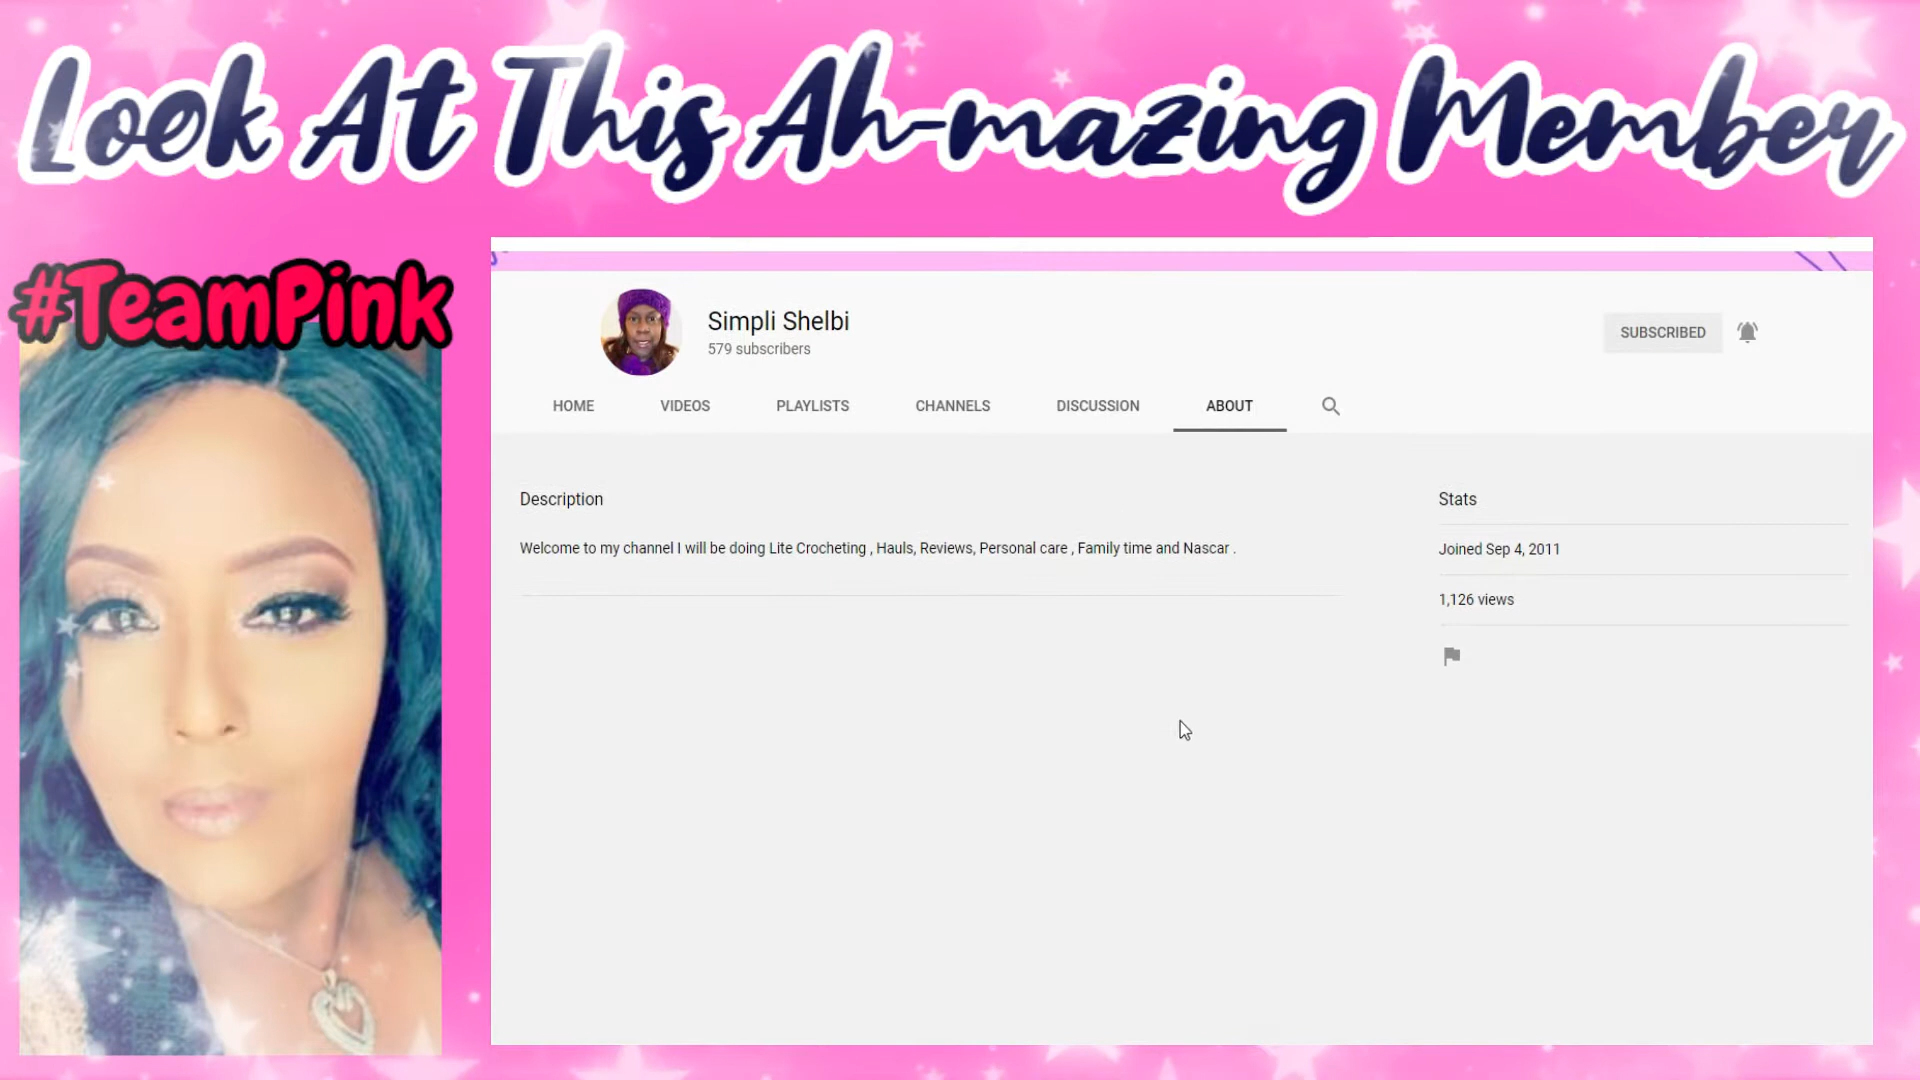 Look At This Ah-mazing Member
#TeamPink
Simpli Shelbi
579 subscribers
SUBSCRIBED
HOME VIDEOS PLAYLISTS CHANNELS DISCUSSION ABOUT
Description
Welcome to my channel I will be doing Lite Crocheting , Hauls, Reviews, Personal care , Family time and Nascar .
Stats
Joined Sep 4, 2011
1,126 views